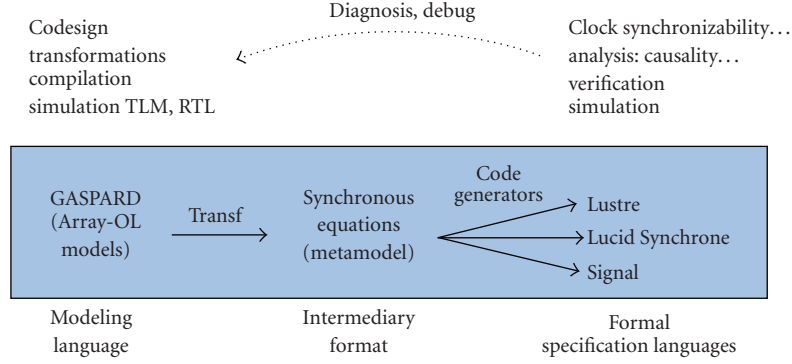 Diagnosis, debug
Codesign
transformations
compilation
simulation TLM, RTL
Clock synchronizability…
analysis: causality…
verification
simulation
GASPARD
(Array-OL
models)
Transf
Synchronous
equations
(metamodel)
Code
generators
Lustre
Lucid Synchrone
Signal
Modeling
language
Intermediary
format
Formal
specification languages